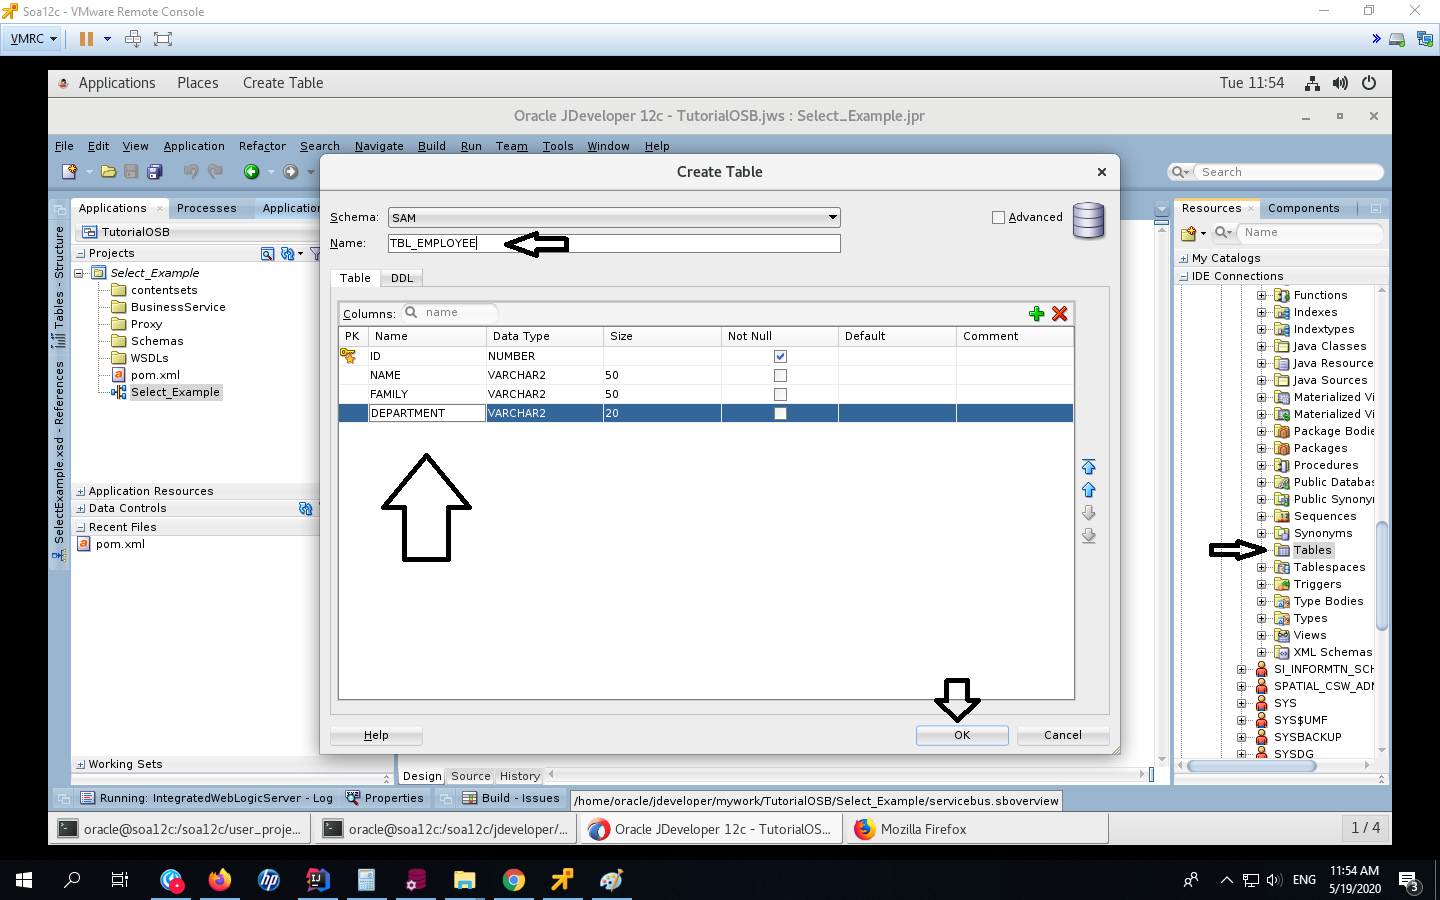 Soa12c - VMware Remote Console
VMRC
Applications Places Create Table Tue 11:54
Oracle JDeveloper 12c - TutorialOSB.jws : Select_Example.jpr
File Edit View Application Refactor Search Navigate Build Run Team Tools Window Help
Search
Create Table
Schema: SAM Advanced
Name: TBL_EMPLOYEE
Table DDL
Columns: name
PK Name Data Type Size Not Null Default Comment
ID NUMBER
NAME VARCHAR2 50
FAMILY VARCHAR2 50
DEPARTMENT VARCHAR2 20
Help OK Cancel
Tables - Structure
SelectExample.xsd - References
Applications Processes Application
TutorialOSB
Projects
Select_Example
contentsets
BusinessService
Proxy
Schemas
WSDLs
pom.xml
Select_Example
Application Resources
Data Controls
Recent Files
pom.xml
Working Sets
Design Source History
Resources Components
Name
My Catalogs
IDE Connections
Functions
Indexes
Indextypes
Java Classes
Java Resource
Java Sources
Materialized Vi
Materialized Vi
Package Bodie
Packages
Procedures
Public Databas
Public Synony
Sequences
Synonyms
Tables
Tablespaces
Triggers
Type Bodies
Types
Views
XML Schemas
SI_INFORMTN_SCH
SPATIAL_CSW_ADM
SYS
SYS$UMF
SYSBACKUP
SYSDG
Running: IntegratedWebLogicServer - Log Properties Build - Issues /home/oracle/jdeveloper/mywork/TutorialOSB/Select_Example/servicebus.sboverview
oracle@soa12c:/soa12c/user_proje... oracle@soa12c:/soa12c/jdeveloper/... Oracle JDeveloper 12c - TutorialOS... Mozilla Firefox 1 / 4
hp ENG 11:54 AM
5/19/2020 3